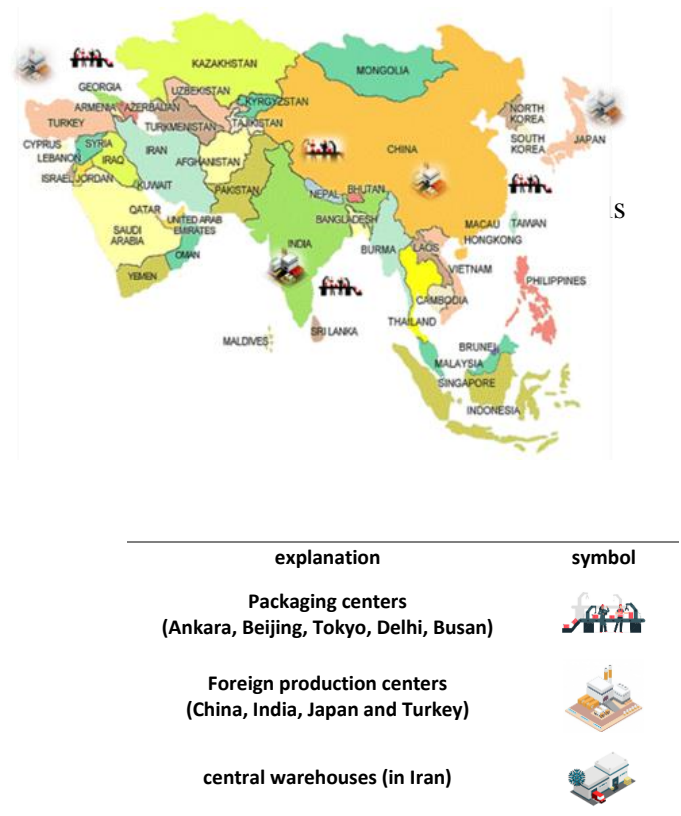 KAZAKHSTAN
MONGOLIA
GEORGIA
UZBEKISTAN
KYRGYZSTAN
ARMENIA
AZERBAIJAN
NORTH
KOREA
TURKEY
TURKMENISTAN
TAJIKISTAN
SOUTH
KOREA
JAPAN
CYPRUS
SYRIA
IRAN
CHINA
LEBANON
IRAQ
AFGHANISTAN
ISRAEL
JORDAN
KUWAIT
PAKISTAN
NEPAL
BHUTAN
QATAR
UNITED ARAB
EMIRATES
BANGLADESH
MACAU
TAIWAN
is
SAUDI
ARABIA
OMAN
INDIA
BURMA
LAOS
HONGKONG
YEMEN
VIETNAM
PHILIPPINES
CAMBODIA
THAILAND
SRI LANKA
MALDIVES
BRUNEI
MALAYSIA
SINGAPORE
INDONESIA
explanation symbol
Packaging centers
(Ankara, Beijing, Tokyo, Delhi, Busan)
Foreign production centers
(China, India, Japan and Turkey)
central warehouses (in Iran)